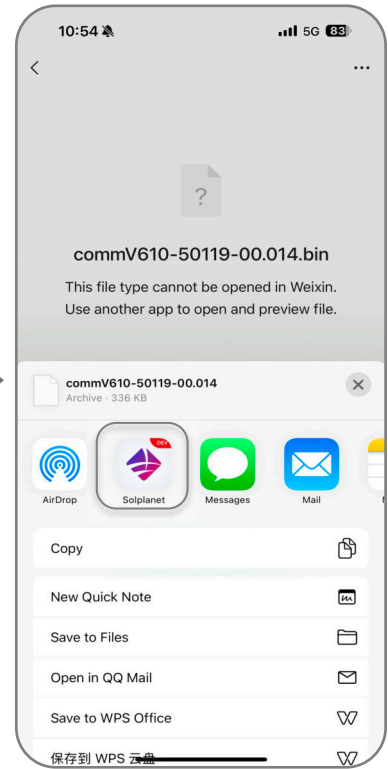 10:54
5G 83
?
commV610-50119-00.014.bin
This file type cannot be opened in Weixin.
Use another app to open and preview file.
commV610-50119-00.014
Archive · 336 KB
DEV
AirDrop
Solplanet
Messages
Mail
Copy
New Quick Note
Save to Files
Open in QQ Mail
Save to WPS Office
保存到 WPS 云盘